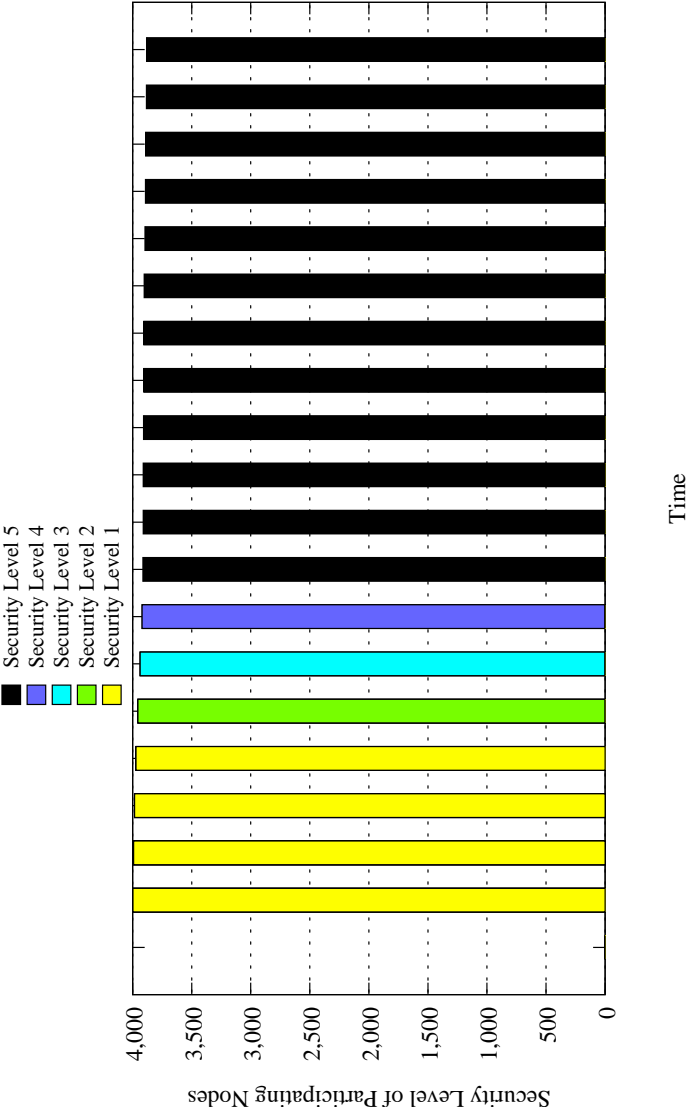 Security Level 5
Security Level 4
Security Level 3
Security Level 2
Security Level 1
4,000
3,500
3,000
2,500
2,000
1,500
1,000
500
0
Security Level of Participating Nodes
Time